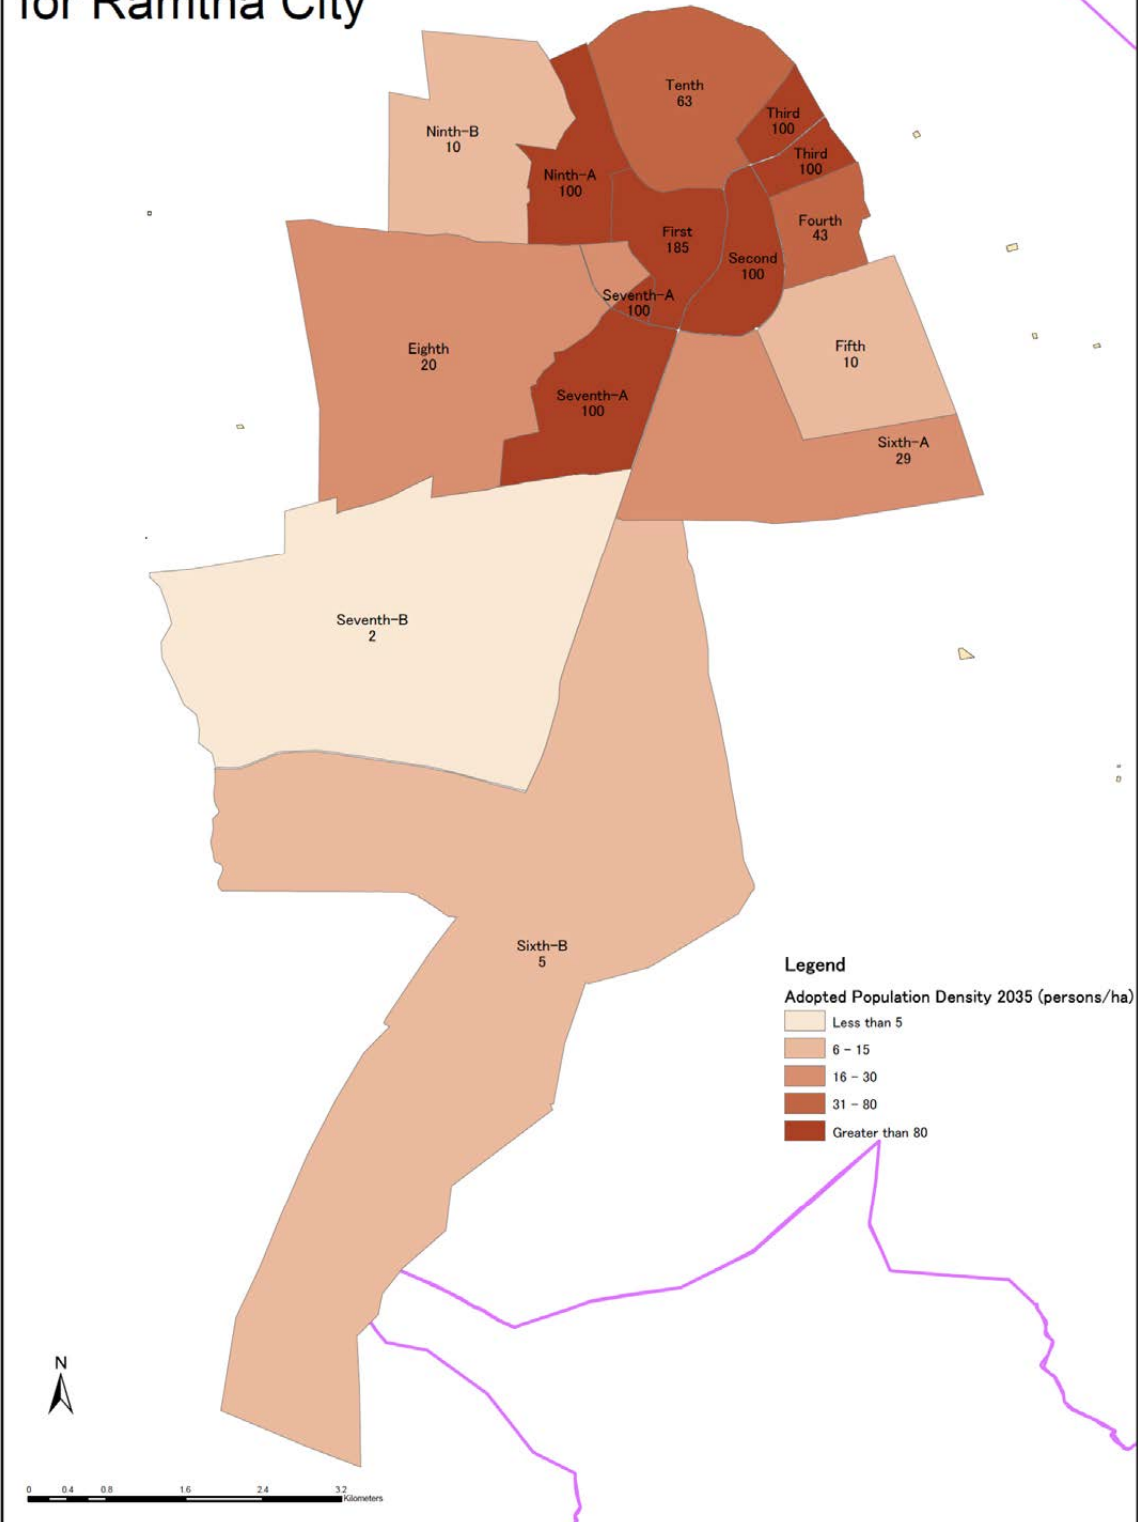 for Ramtha City
Tenth
63
Third
100
Ninth-B
10
Third
100
Ninth-A
100
Fourth
43
First
185
Second
100
Seventh-A
100
Eighth
20
Fifth
10
Seventh-A
100
Sixth-A
29
Seventh-B
2
Sixth-B
5
Legend
Adopted Population Density 2035 (persons/ha)
Less than 5
6 - 15
16 - 30
31 - 80
Greater than 80
N
0 0.4 0.8 1.6 2.4 3.2
Kilometers